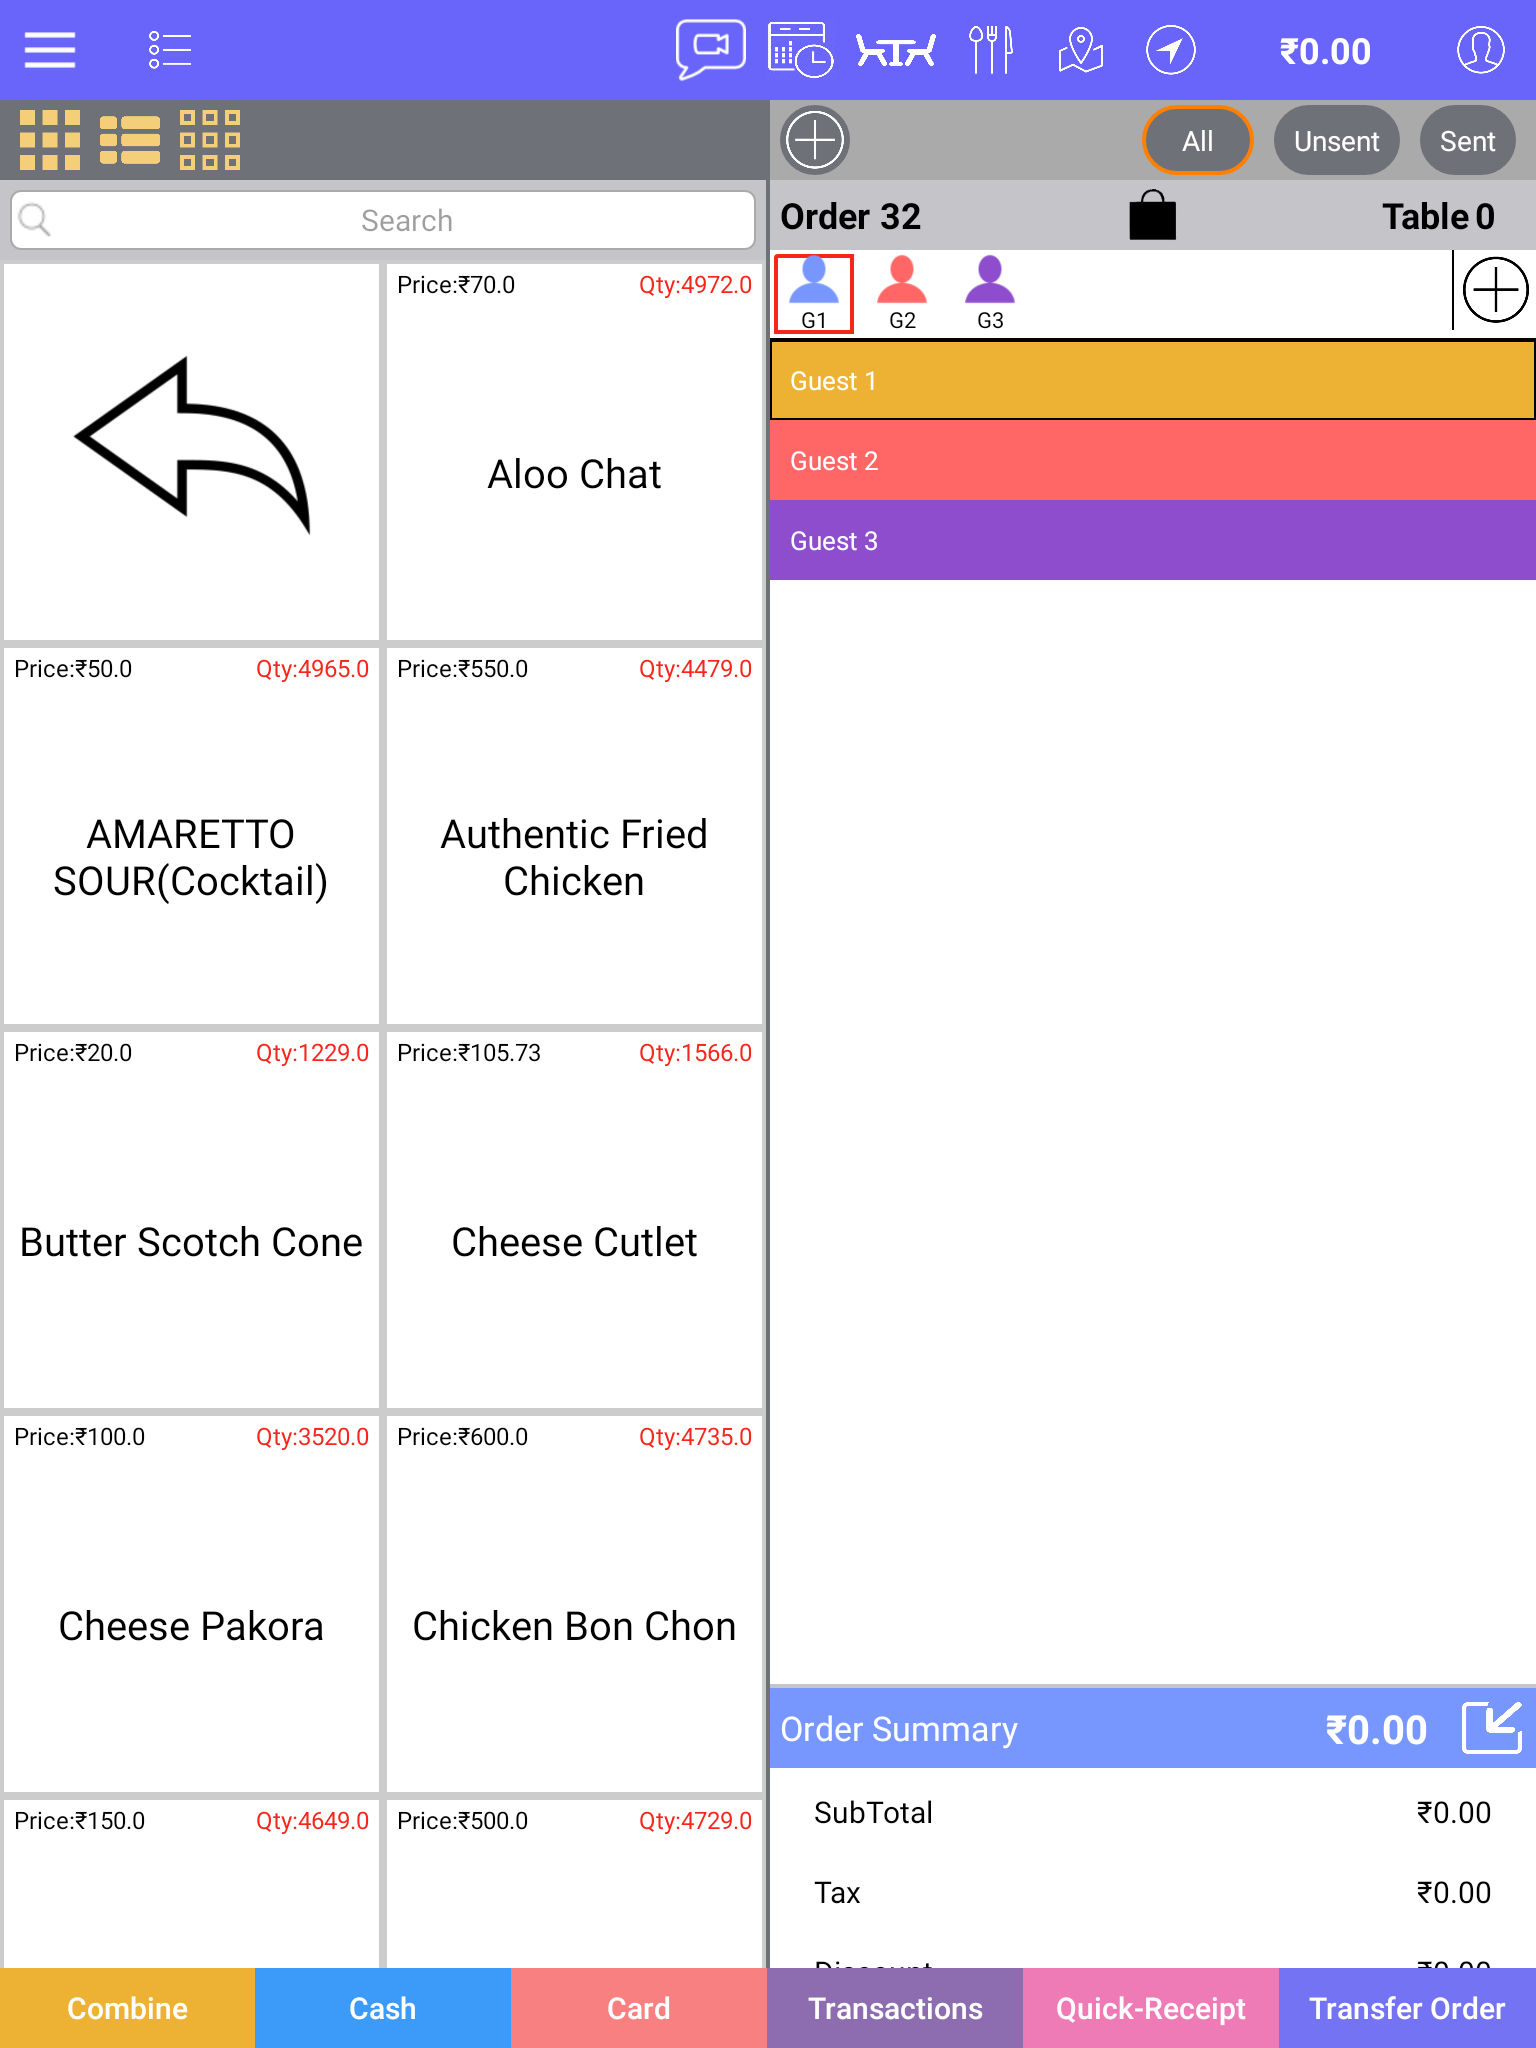 ₹0.00
All
Unsent
Sent
Search
Order 32
Table 0
G1
G2
G3
Guest 1
Guest 2
Guest 3
Price:₹70.0
Qty:4972.0
Aloo Chat
Price:₹50.0
Qty:4965.0
AMARETTO
SOUR(Cocktail)
Price:₹550.0
Qty:4479.0
Authentic Fried
Chicken
Price:₹20.0
Qty:1229.0
Butter Scotch Cone
Price:₹105.73
Qty:1566.0
Cheese Cutlet
Price:₹100.0
Qty:3520.0
Cheese Pakora
Price:₹600.0
Qty:4735.0
Chicken Bon Chon
Price:₹150.0
Qty:4649.0
Price:₹500.0
Qty:4729.0
Order Summary
₹0.00
SubTotal
₹0.00
Tax
₹0.00
Discount
₹0.00
Combine
Cash
Card
Transactions
Quick-Receipt
Transfer Order